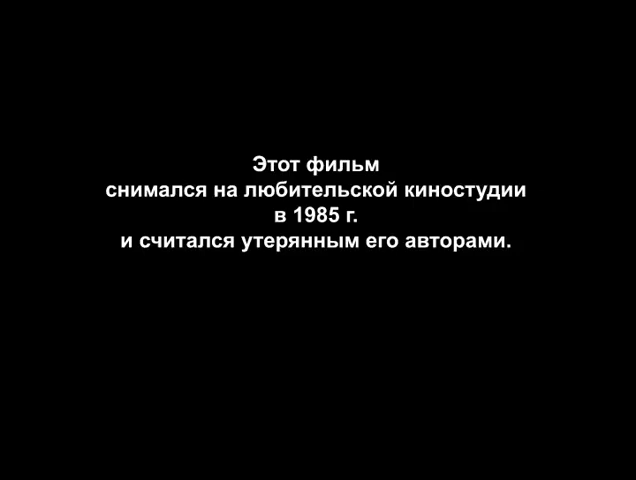 Этот фильм
снимался на любительской киностудии
в 1985 г.
и считался утерянным его авторами.